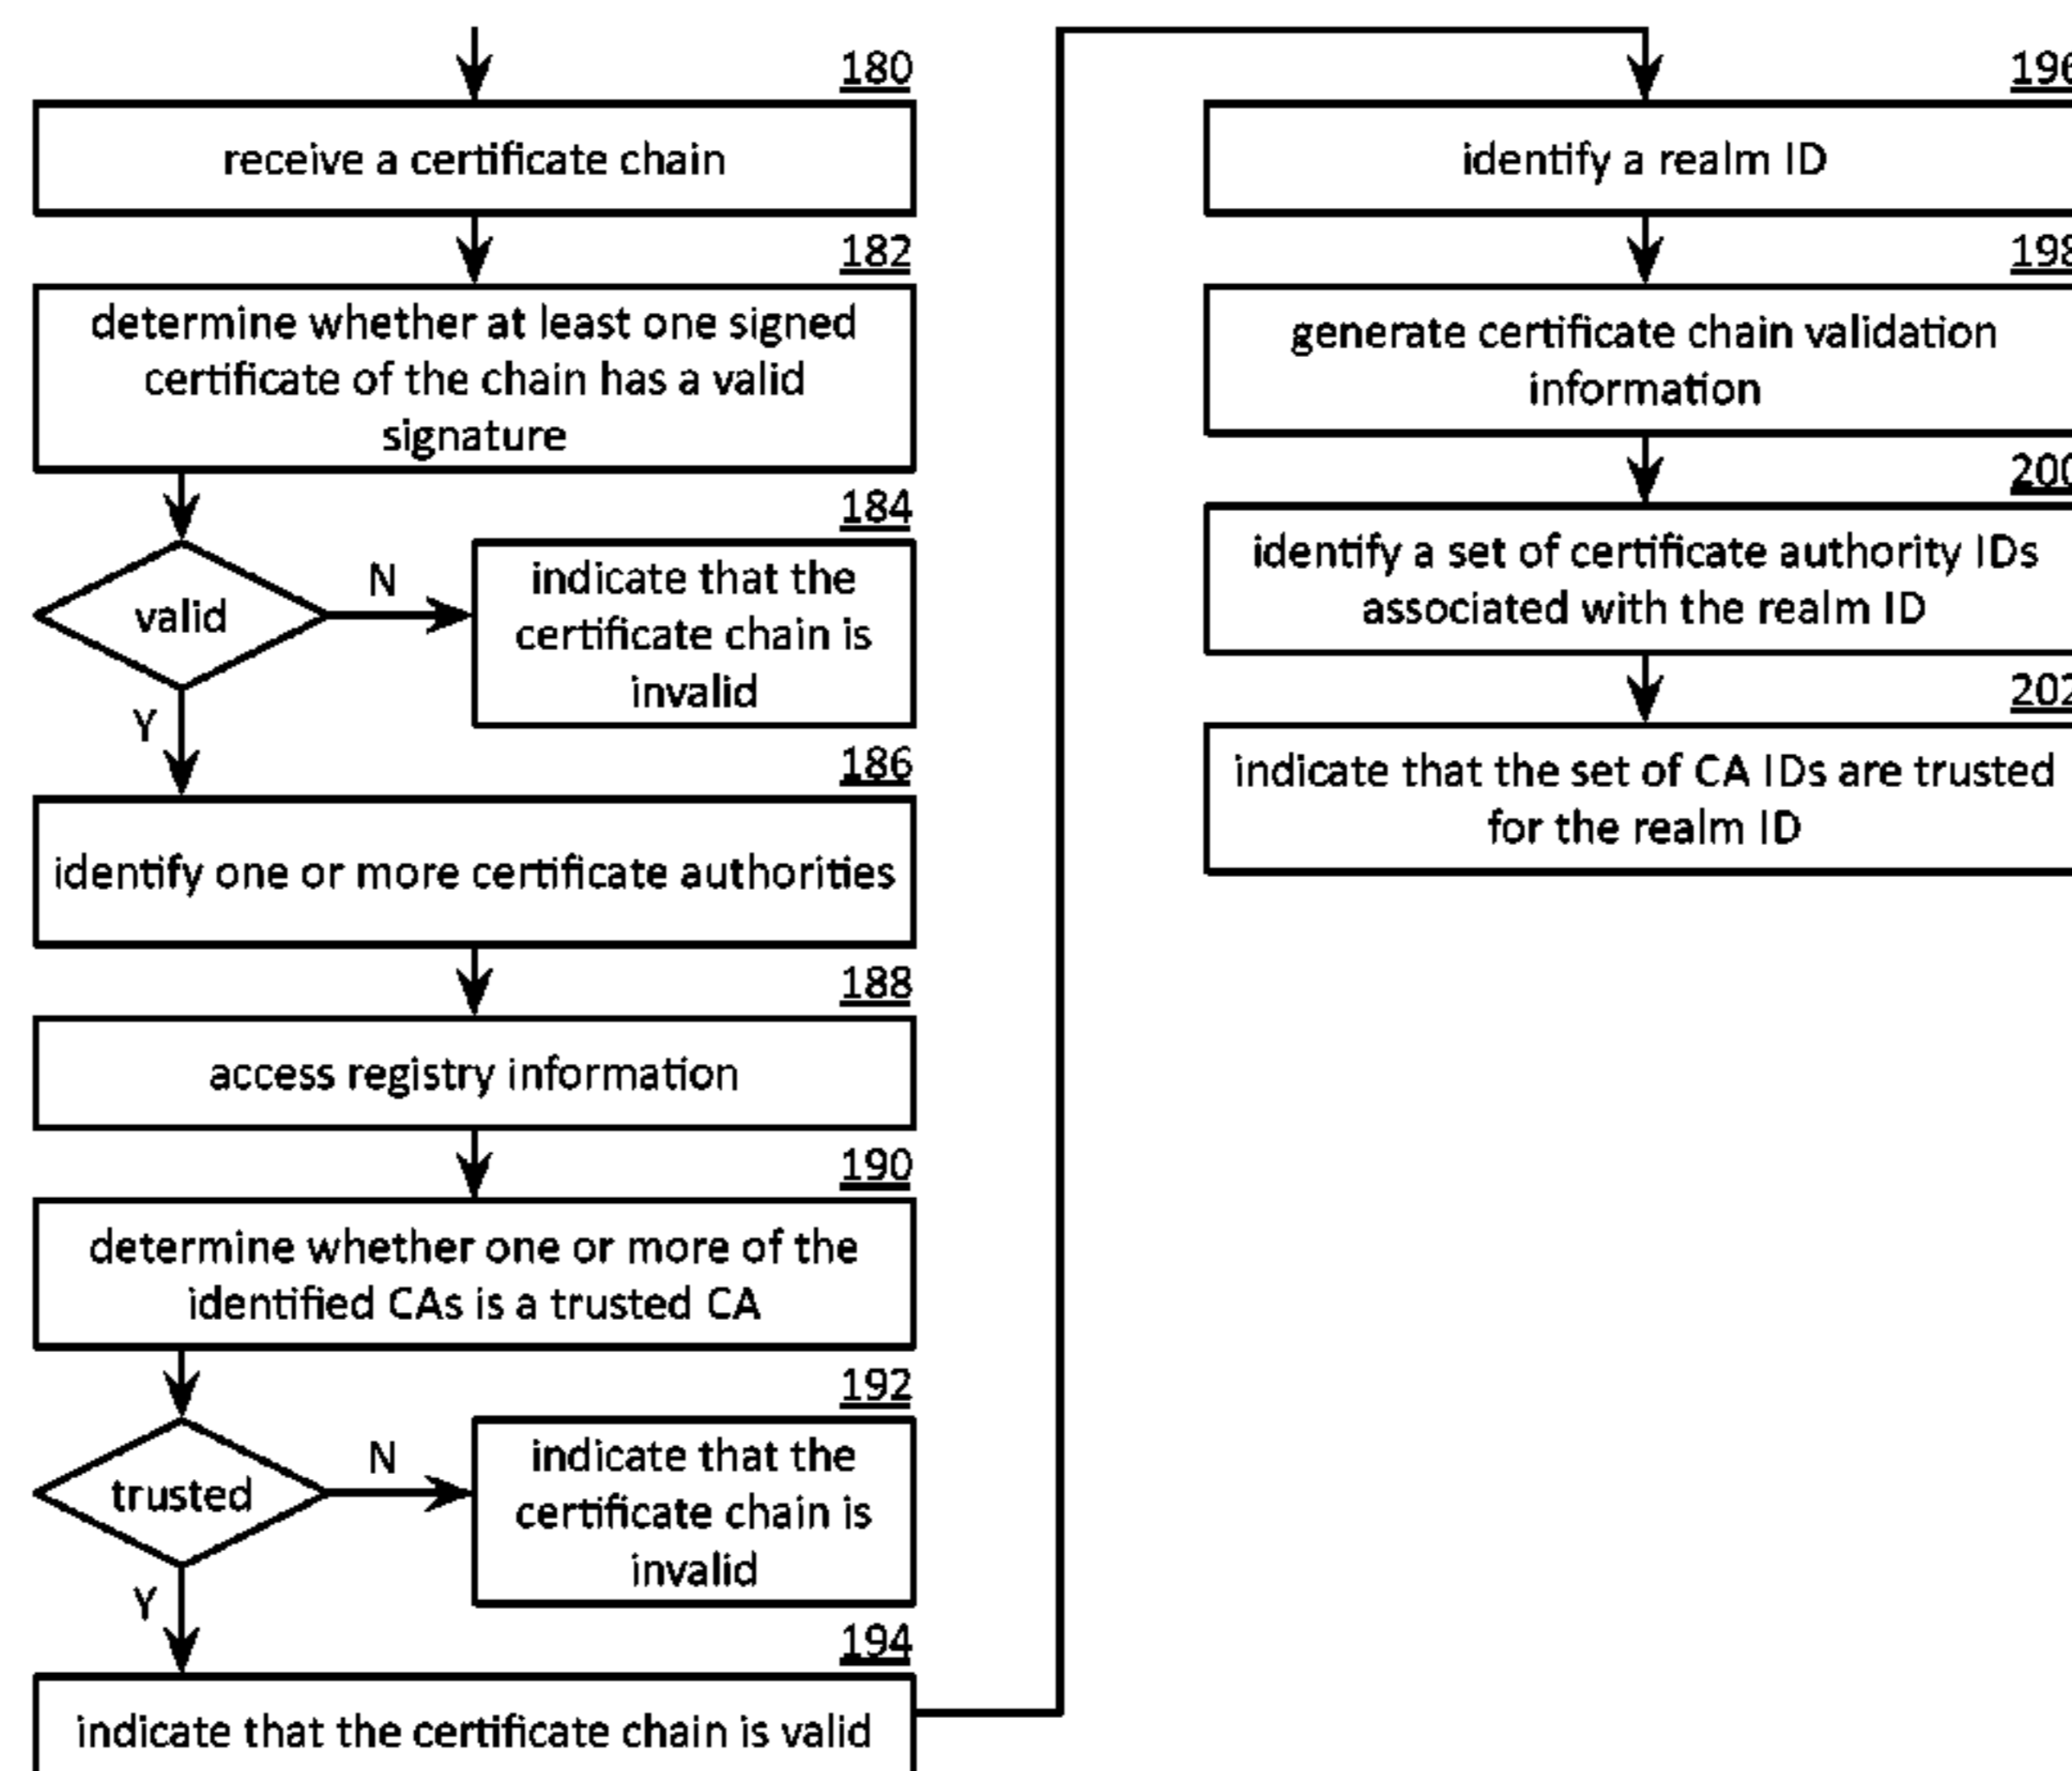 180
receive a certificate chain
182
determine whether at least one signed
certificate of the chain has a valid
signature
184
valid
N
indicate that the
certificate chain is
invalid
Y
186
identify one or more certificate authorities
188
access registry information
190
determine whether one or more of the
identified CAs is a trusted CA
192
trusted
N
indicate that the
certificate chain is
invalid
Y
194
indicate that the certificate chain is valid
196
identify a realm ID
198
generate certificate chain validation
information
200
identify a set of certificate authority IDs
associated with the realm ID
202
indicate that the set of CA IDs are trusted
for the realm ID